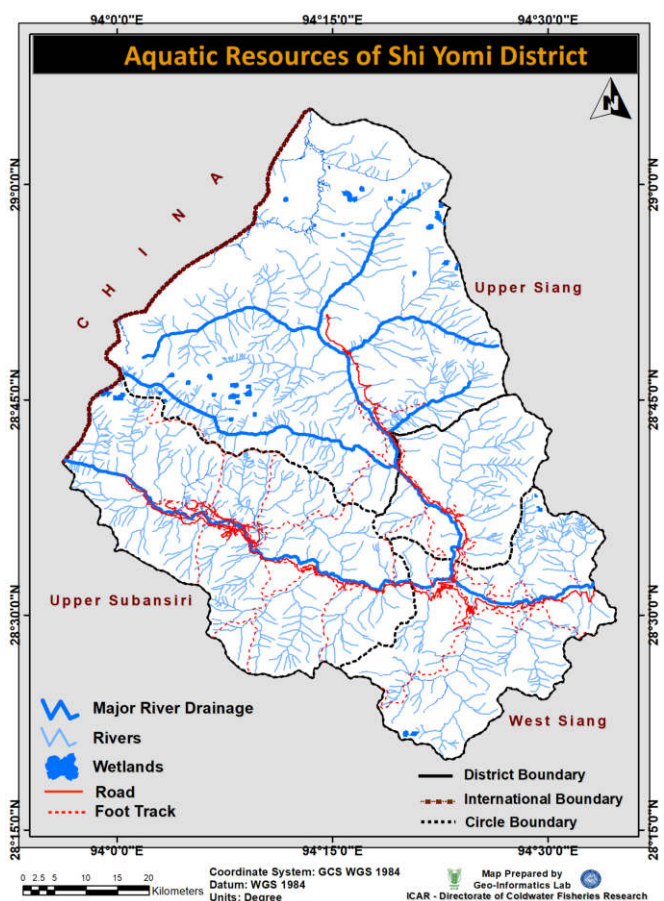 94°0'0"E 94°15'0"E 94°30'0"E
Aquatic Resources of Shi Yomi District
N
29°0'0"N 29°0'0"N
CHINA
Upper Siang
28°45'0"N 28°45'0"N
Upper Subansiri
28°30'0"N 28°30'0"N
West Siang
Major River Drainage
Rivers
Wetlands
Road
Foot Track
District Boundary
International Boundary
Circle Boundary
28°15'0"N 28°15'0"N
94°0'0"E 94°15'0"E 94°30'0"E
0 2.5 5 10 15 20
Kilometers
Coordinate System: GCS WGS 1984
Datum: WGS 1984
Units: Degree
Map Prepared by
Geo-Informatics Lab
ICAR - Directorate of Coldwater Fisheries Research